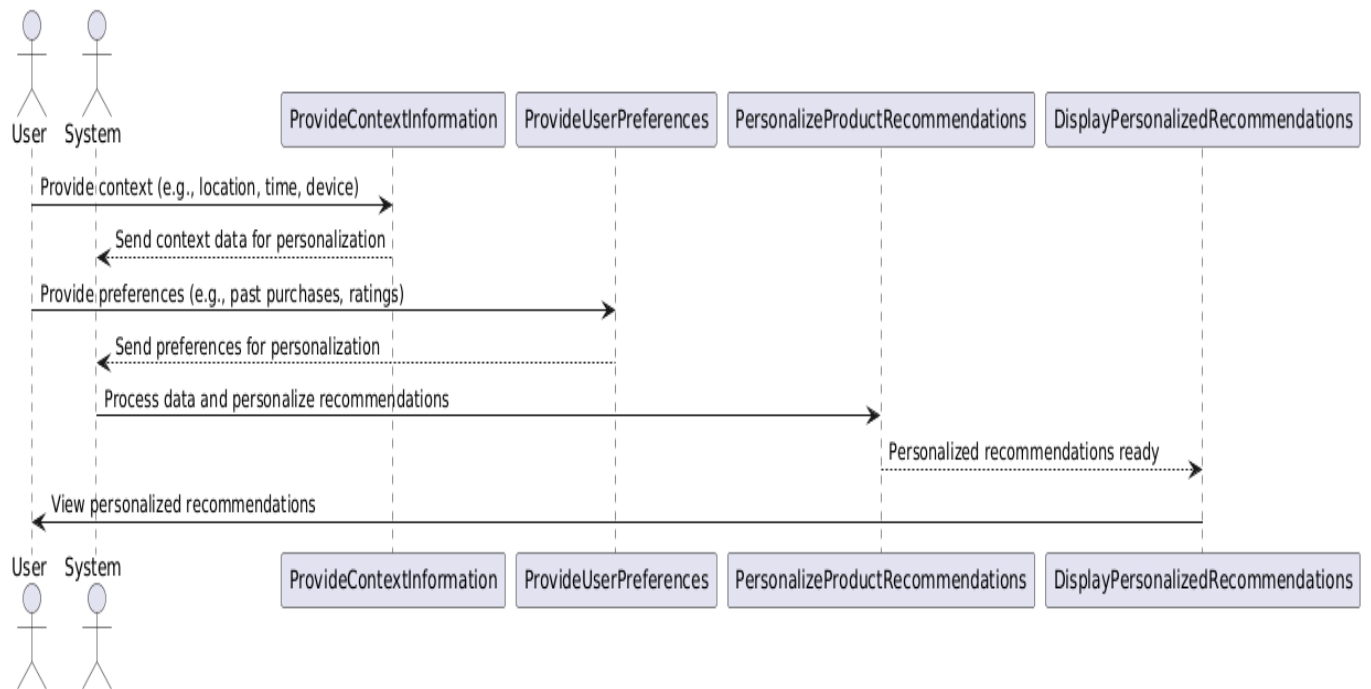 User System ProvideContextInformation ProvideUserPreferences PersonalizeProductRecommendations DisplayPersonalizedRecommendations
Provide context (e.g., location, time, device)
Send context data for personalization
Provide preferences (e.g., past purchases, ratings)
Send preferences for personalization
Process data and personalize recommendations
Personalized recommendations ready
View personalized recommendations
User System ProvideContextInformation ProvideUserPreferences PersonalizeProductRecommendations DisplayPersonalizedRecommendations